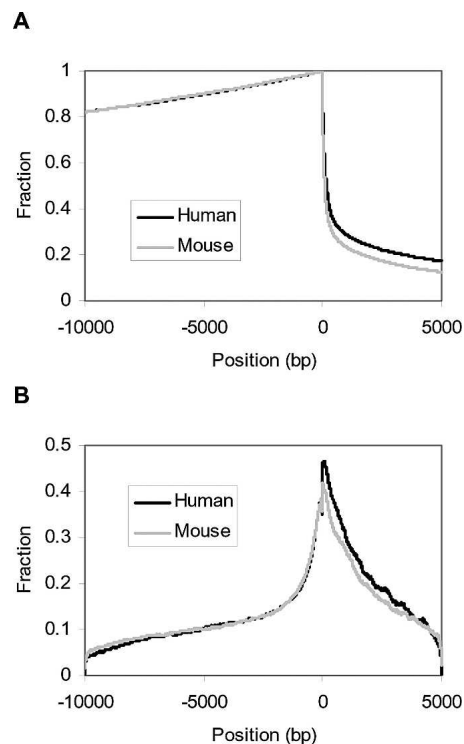 A
1
0.8
0.6
0.4
0.2
0
Fraction
Human
Mouse
-10000 -5000 0 5000
Position (bp)
B
0.5
0.4
0.3
0.2
0.1
0
Fraction
Human
Mouse
-10000 -5000 0 5000
Position (bp)